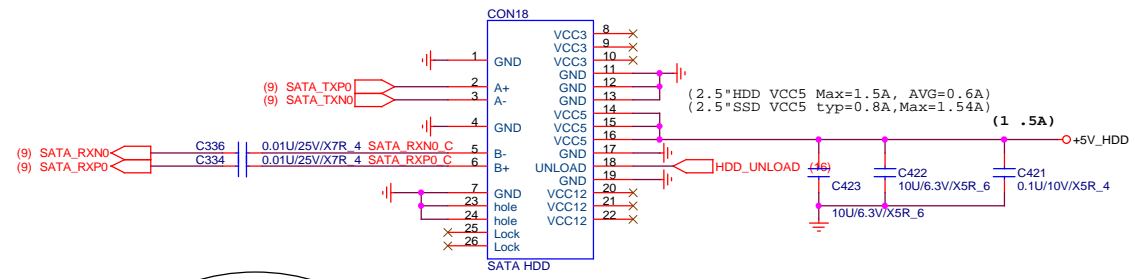 CON18
8 VCC3
9 VCC3
10 VCC3
1 GND
11 GND
(9) SATA_TXP0 2 A+
12 GND
(9) SATA_TXN0 3 A-
13 GND
(2.5"HDD VCC5 Max=1.5A, AVG=0.6A)
(2.5"SSD VCC5 typ=0.8A,Max=1.54A)
14 VCC5
4 GND
15 VCC5
(1 .5A)
16 VCC5
+5V_HDD
C336 0.01U/25V/X7R_4 SATA_RXN0_C
(9) SATA_RXN0 5 B-
17 GND
C334 0.01U/25V/X7R_4 SATA_RXP0_C
(9) SATA_RXP0 6 B+
18 UNLOAD HDD_UNLOAD (16)
19 GND
7 GND
20 VCC12
23 hole
21 VCC12
24 hole
22 VCC12
25 Lock
26 Lock
SATA HDD
C423
10U/6.3V/X5R_6
C422
10U/6.3V/X5R_6
C421
0.1U/10V/X5R_4